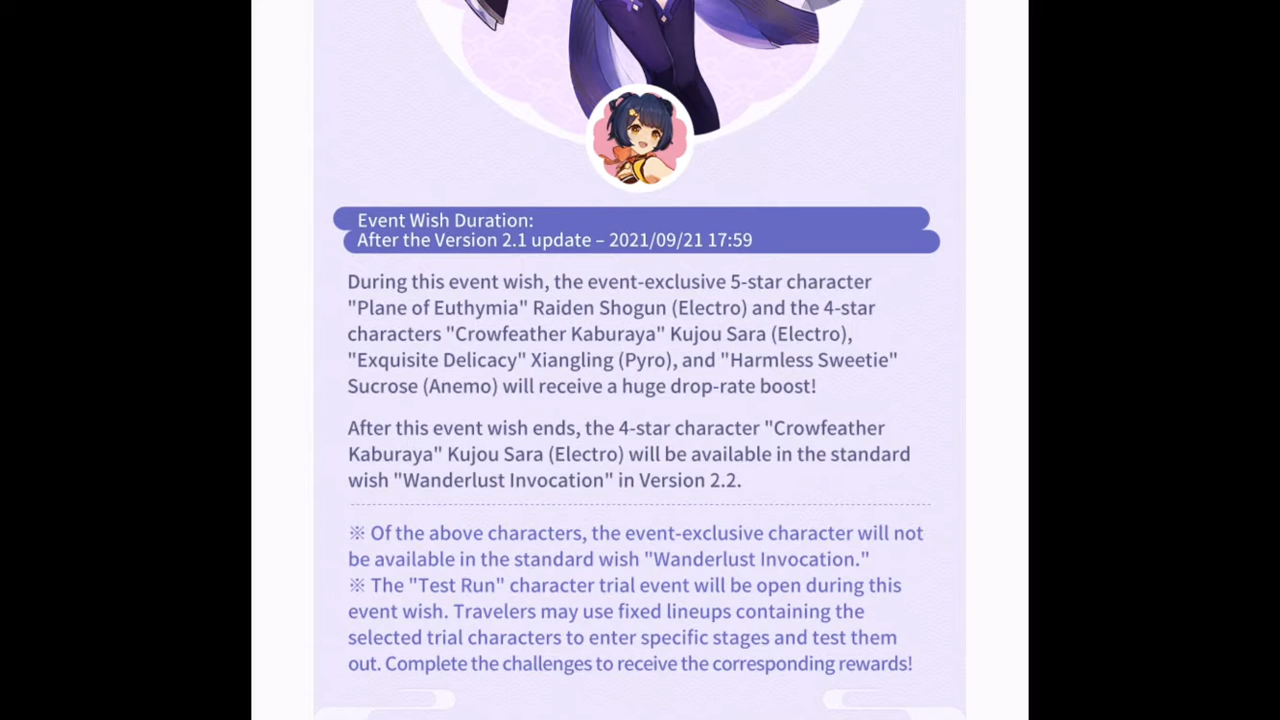 Event Wish Duration:
After the Version 2.1 update – 2021/09/21 17:59
During this event wish, the event-exclusive 5-star character
"Plane of Euthymia" Raiden Shogun (Electro) and the 4-star
characters "Crowfeather Kaburaya" Kujou Sara (Electro),
"Exquisite Delicacy" Xiangling (Pyro), and "Harmless Sweetie"
Sucrose (Anemo) will receive a huge drop-rate boost!
After this event wish ends, the 4-star character "Crowfeather
Kaburaya" Kujou Sara (Electro) will be available in the standard
wish "Wanderlust Invocation" in Version 2.2.
※ Of the above characters, the event-exclusive character will not
be available in the standard wish "Wanderlust Invocation."
※ The "Test Run" character trial event will be open during this
event wish. Travelers may use fixed lineups containing the
selected trial characters to enter specific stages and test them
out. Complete the challenges to receive the corresponding rewards!